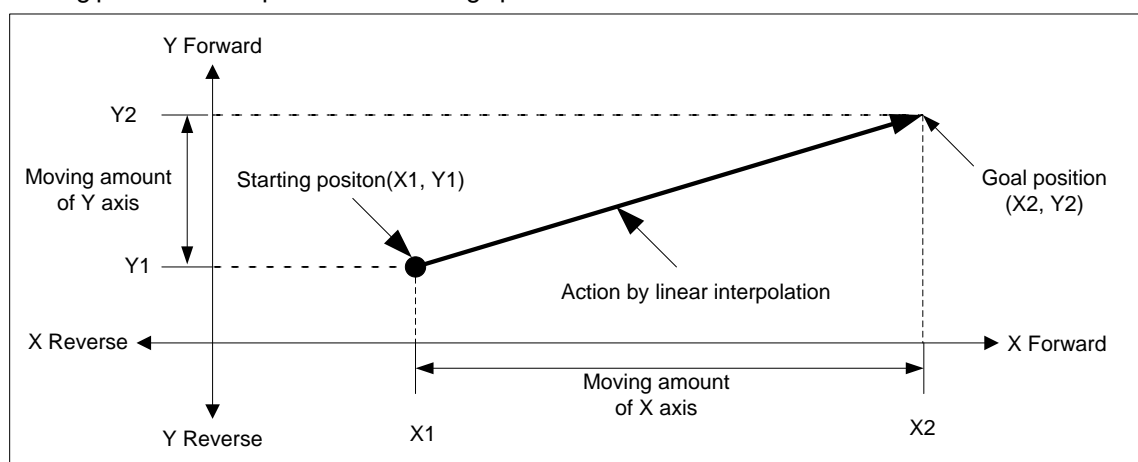 Y Forward
Y2
Moving amount
of Y axis
Starting positon(X1, Y1)
Goal position
(X2, Y2)
Y1
Action by linear interpolation
X Reverse
X Forward
Moving amount
of X axis
Y Reverse
X1
X2